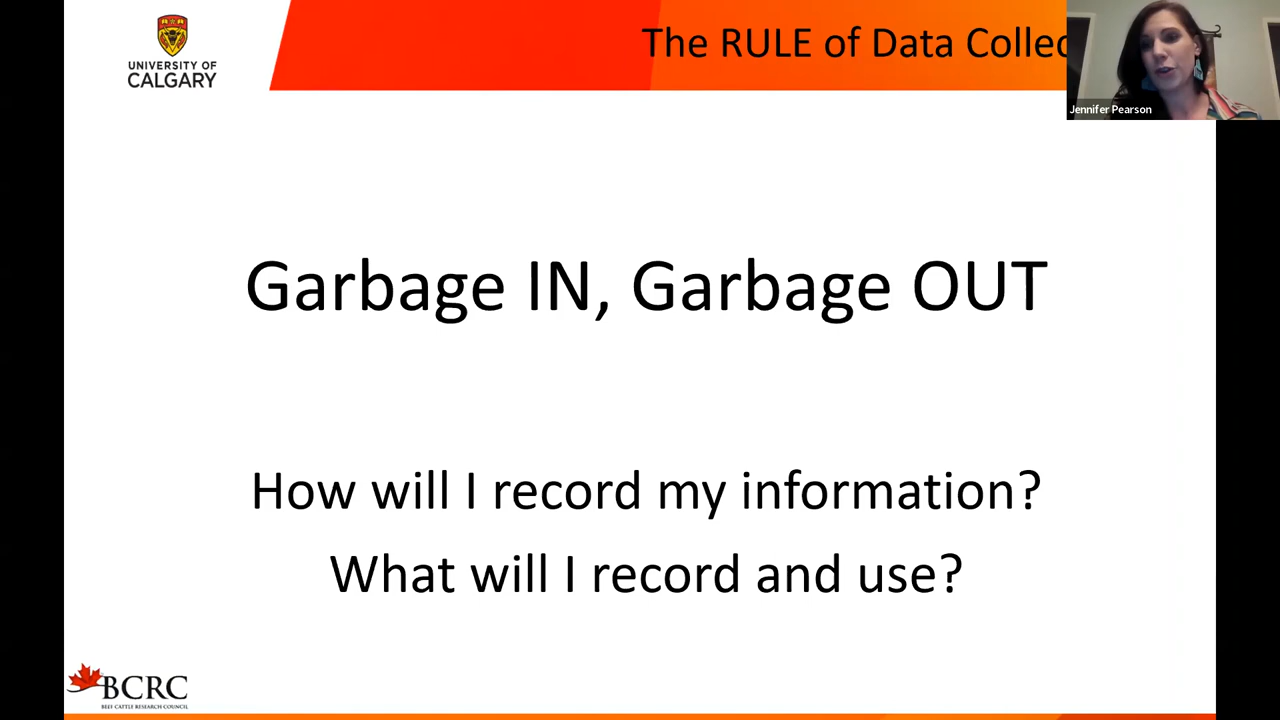 UNIVERSITY OF
CALGARY
The RULE of Data Collec
Jennifer Pearson
Garbage IN, Garbage OUT
How will I record my information?
What will I record and use?
BCRC
BEEF CATTLE RESEARCH COUNCIL